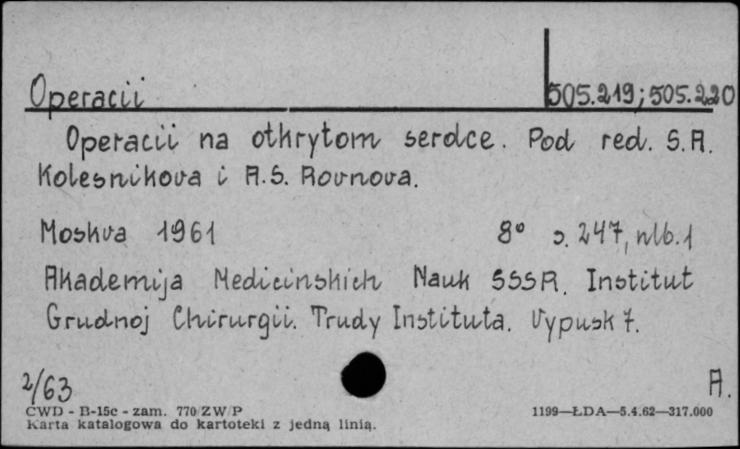 Operacii 505.219; 505.220
Operacii na otkrytom serdce. Pod red. S.A.
Kolesnikova i A.S. Rovnova.
Moskva 1961 8° s. 247, nlb. 1
Akademija Medicinskich Nauk SSSR. Institut
Grudnoj Chirurgii. Trudy Instituta. Vypusk 7.
2/63 A.
CWD - B-15c - zam. 770/ZW/P 1199—ŁDA—5.4.62—317.000
Karta katalogowa do kartoteki z jedną linią.